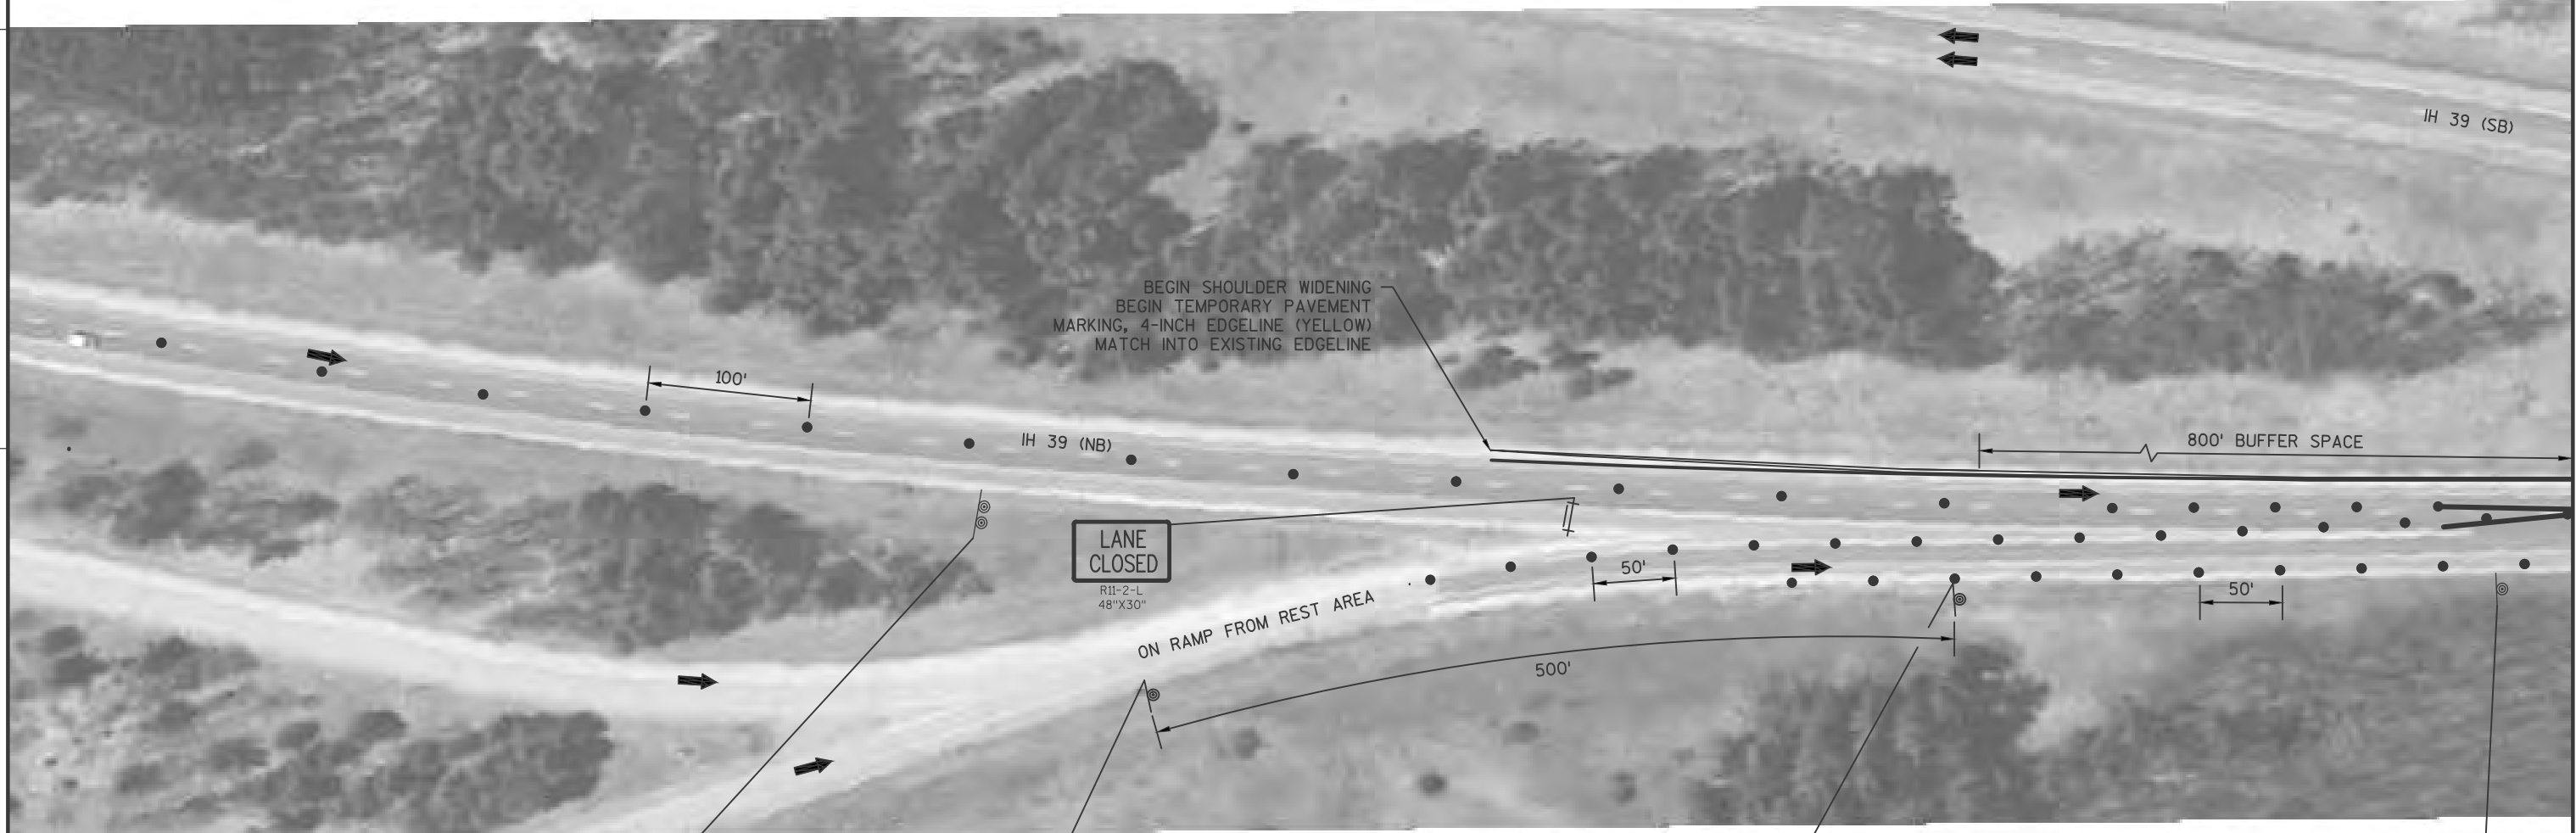 IH 39 (SB)
BEGIN SHOULDER WIDENING
BEGIN TEMPORARY PAVEMENT
MARKING, 4-INCH EDGELINE (YELLOW)
MATCH INTO EXISTING EDGELINE
100'
IH 39 (NB)
800' BUFFER SPACE
LANE
CLOSED
R11-2-L
48"X30"
50'
50'
ON RAMP FROM REST AREA
500'